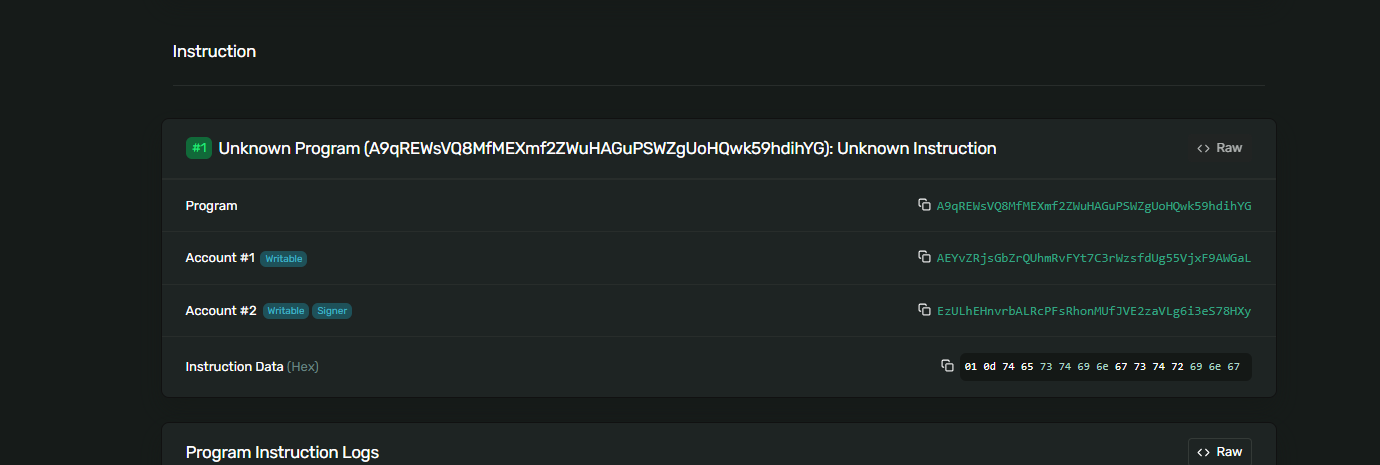 Instruction
#1 Unknown Program (A9qREWsVQ8MfMEXmf2ZWuHAGuPSWZgUoHQwk59hdihYG): Unknown Instruction <> Raw
Program A9qREWsVQ8MfMEXmf2ZWuHAGuPSWZgUoHQwk59hdihYG
Account #1 Writable AEYvZRjsGbZrQUhmRvFYt7C3rWzsfdUg55VjxF9AWGaL
Account #2 Writable Signer EzULhEHnvrbALRcPFsRhonMUfJVE2zaVLg6i3eS78HXy
Instruction Data (Hex) 01 0d 74 65 73 74 69 6e 67 73 74 72 69 6e 67
Program Instruction Logs <> Raw